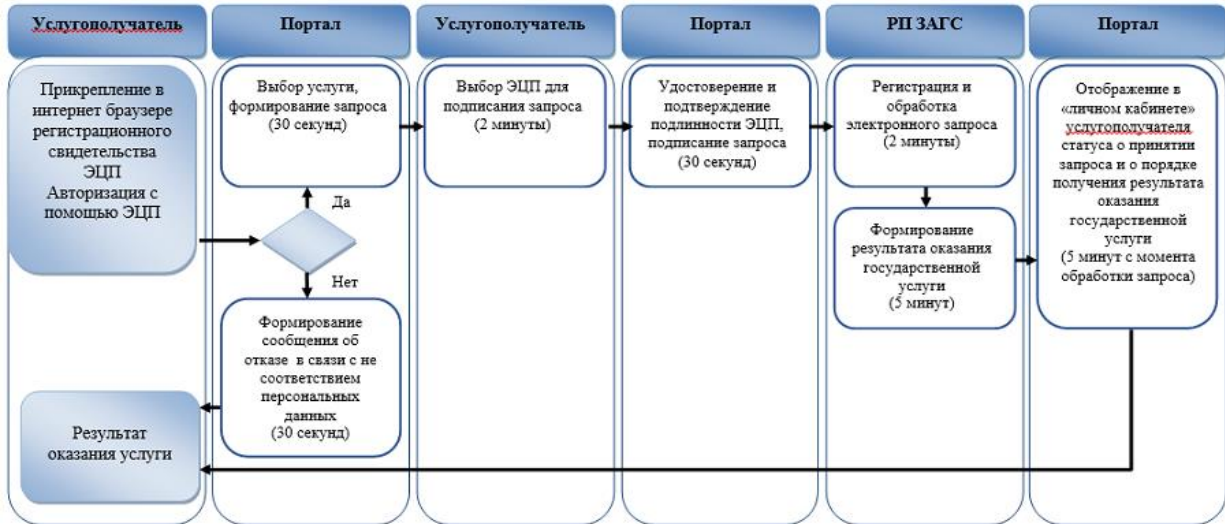 Услугополучатель
Портал
Услугополучатель
Портал
РП ЗАГС
Портал
Прикрепление в
интернет браузере
регистрационного
свидетельства
ЭЦП
Авторизация с
помощью ЭЦП
Выбор услуги,
формирование запроса
(30 секунд)
Да
Нет
Формирование
сообщения об
отказе в связи с не
соответствием
персональных
данных
(30 секунд)
Выбор ЭЦП для
подписания запроса
(2 минуты)
Удостоверение и
подтверждение
подлинности ЭЦП,
подписание запроса
(30 секунд)
Регистрация и
обработка
электронного запроса
(2 минуты)
Формирование
результата оказания
государственной
услуги
(5 минут)
Отображение в
«личном кабинете»
услугополучателя
статуса о принятии
запроса и о порядке
получения результата
оказания
государственной
услуги
(5 минут с момента
обработки запроса)
Результат
оказания услуги